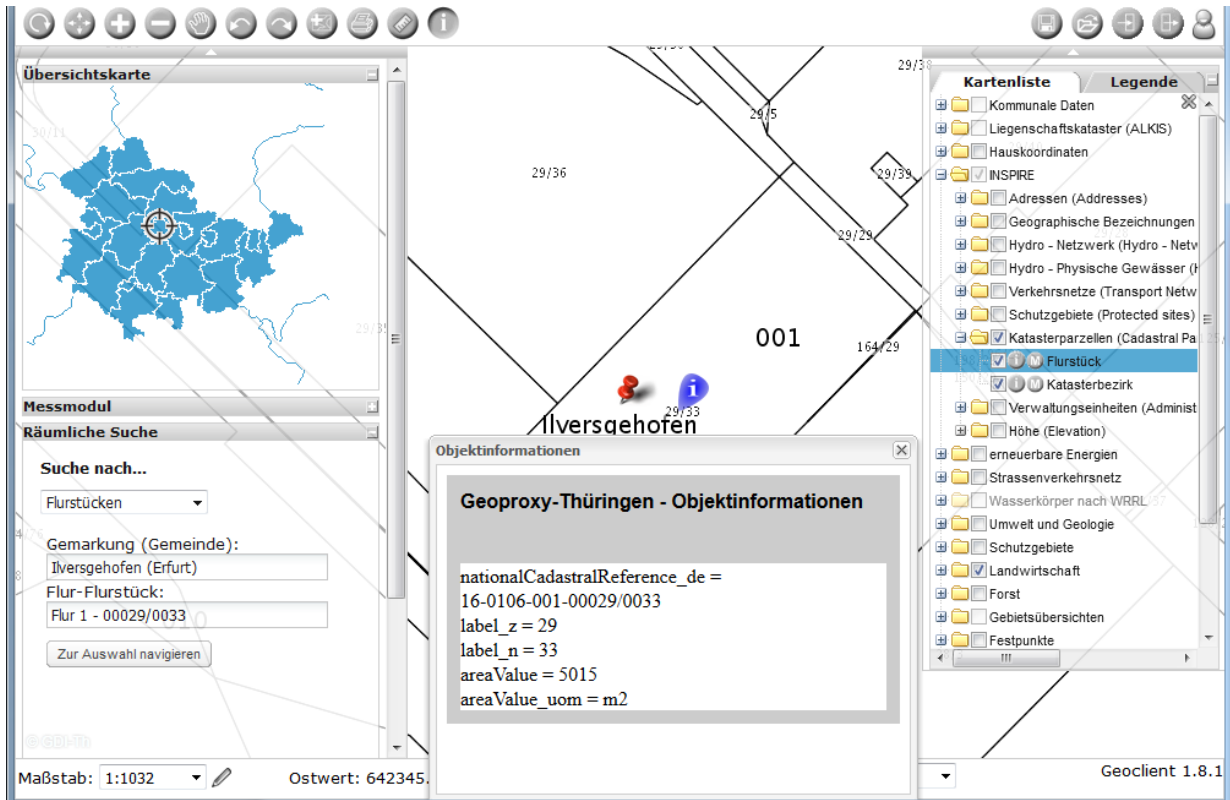 Übersichtskarte
Messmodul
Räumliche Suche
Suche nach...
Flurstücken
Gemarkung (Gemeinde):
Ilversgehofen (Erfurt)
Flur-Flurstück:
Flur 1 - 00029/0033
Zur Auswahl navigieren
© GDI-Th
Maßstab: 1:1032
Ostwert: 642345.
29/38
29/5
29/36
29/39
29/29
001
164/29
29/33
Ilversgehofen
Objektinformationen
Geoproxy-Thüringen - Objektinformationen
nationalCadastralReference_de =
16-0106-001-00029/0033
label_z = 29
label_n = 33
areaValue = 5015
areaValue_uom = m2
Kartenliste
Legende
Kommunale Daten
Liegenschaftskataster (ALKIS)
Hauskoordinaten
INSPIRE
Adressen (Addresses)
Geographische Bezeichnungen
Hydro - Netzwerk (Hydro - Netw
Hydro - Physische Gewässer (H
Verkehrsnetze (Transport Netw
Schutzgebiete (Protected sites)
Katasterparzellen (Cadastral Pa
Flurstück
Katasterbezirk
Verwaltungseinheiten (Administ
Höhe (Elevation)
erneuerbare Energien
Strassenverkehrsnetz
Wasserkörper nach WRRL
Umwelt und Geologie
Schutzgebiete
Landwirtschaft
Forst
Gebietsübersichten
Festpunkte
Geoclient 1.8.1